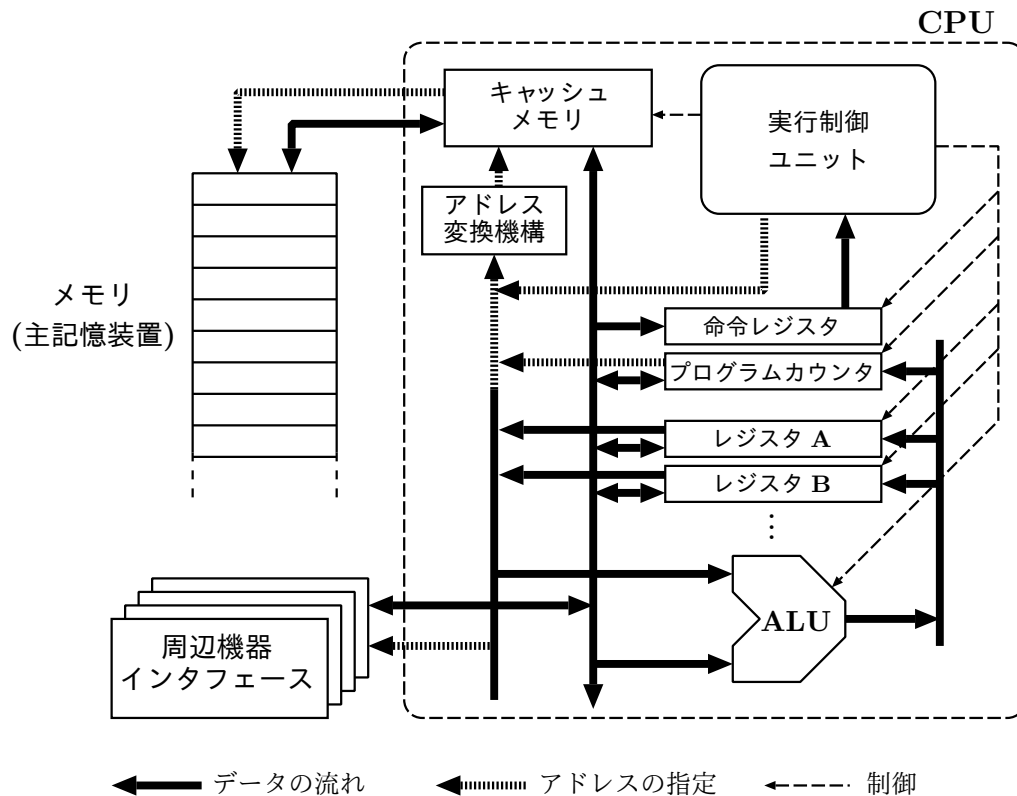 CPU
キャッシュ
メモリ
実行制御
ユニット
アドレス
変換機構
メモリ
(主記憶装置)
命令レジスタ
プログラムカウンタ
レジスタ A
レジスタ B
⋮
ALU
周辺機器
インタフェース
データの流れ
アドレスの指定
制御